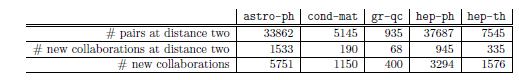 astro-ph cond-mat gr-qc hep-ph hep-th
# pairs at distance two 33862 5145 935 37687 7545
# new collaborations at distance two 1533 190 68 945 335
# new collaborations 5751 1150 400 3294 1576